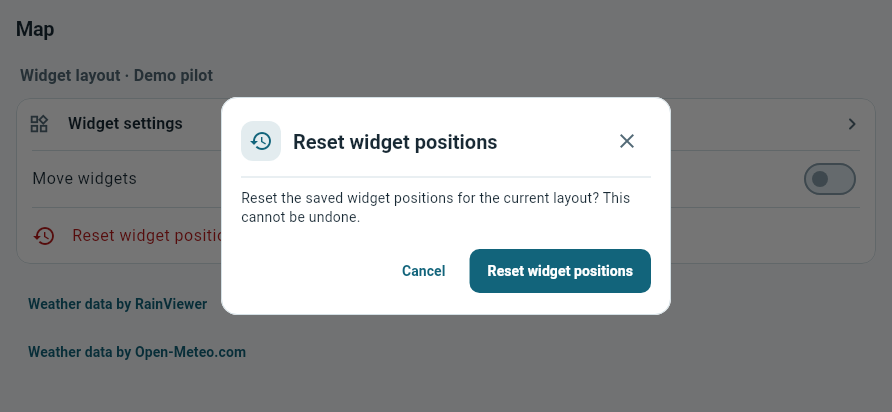 Map
Widget layout · Demo pilot
Widget settings
Move widgets
Reset widget
Reset widget positions
Reset the saved widget positions for the current layout? This
cannot be undone.
Cancel
Reset widget positions
Weather data by RainViewer
Weather data by Open-Meteo.com